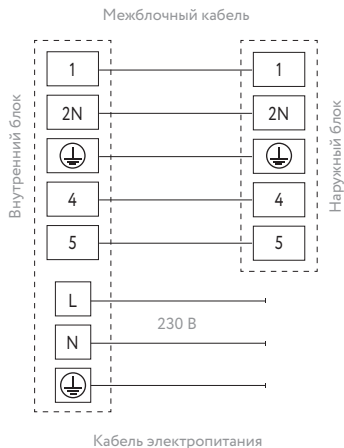 Межблочный кабель
Внутренний блок
Наружный блок
1 1
2N 2N
4 4
5 5
L
230 В
N
Кабель электропитания